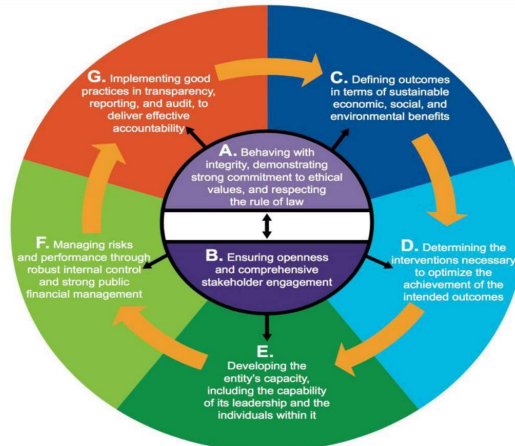 A. Behaving with
integrity, demonstrating
strong commitment to ethical
values, and respecting
the rule of law
B. Ensuring openness
and comprehensive
stakeholder engagement
C. Defining outcomes
in terms of sustainable
economic, social, and
environmental benefits
D. Determining the
interventions necessary
to optimize the
achievement of the
intended outcomes
E.
Developing the
entity's capacity,
including the capability
of its leadership and the
individuals within it
F. Managing risks
and performance through
robust internal control
and strong public
financial management
G. Implementing good
practices in transparency,
reporting, and audit, to
deliver effective
accountability